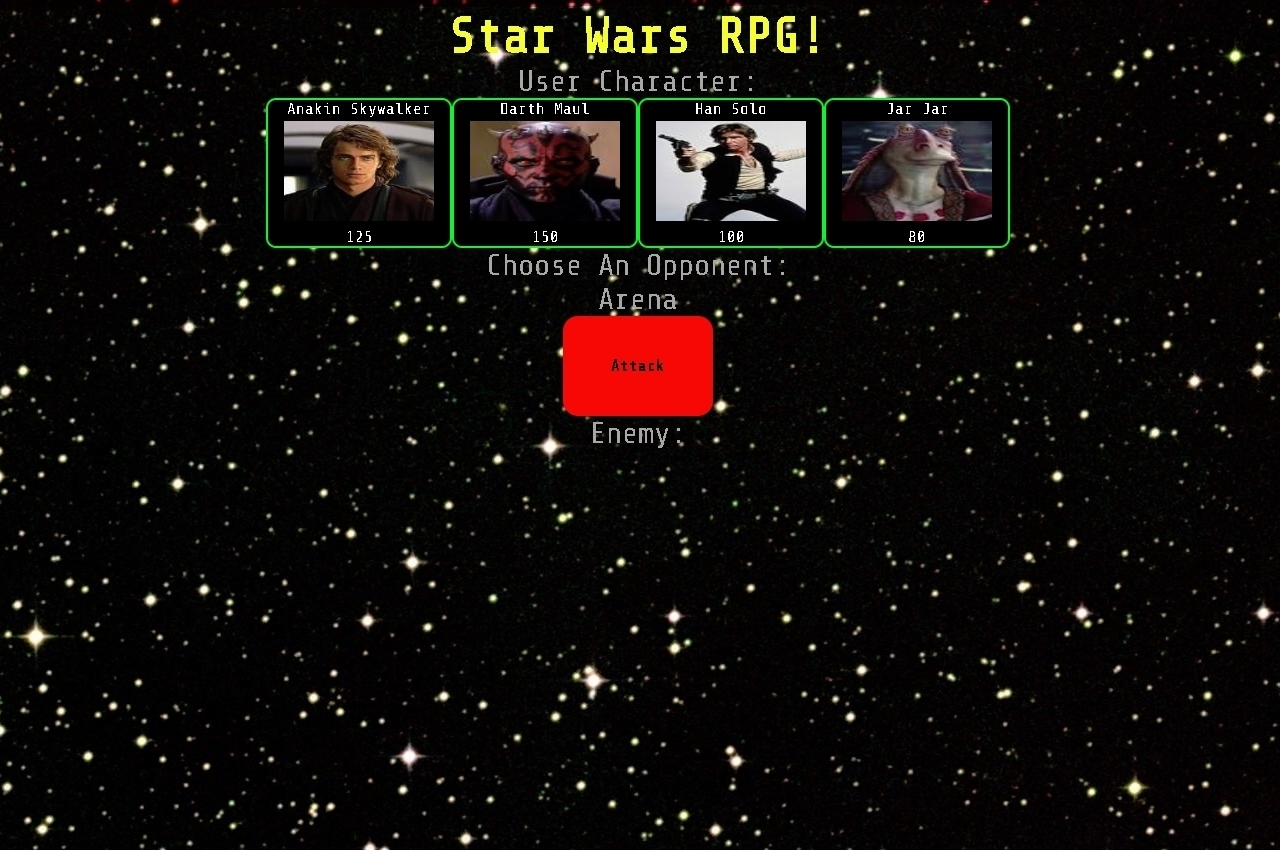 Star Wars RPG!
User Character:
Anakin Skywalker
Darth Maul
Han Solo
Jar Jar
125
150
100
80
Choose An Opponent:
Arena
Attack
Enemy: